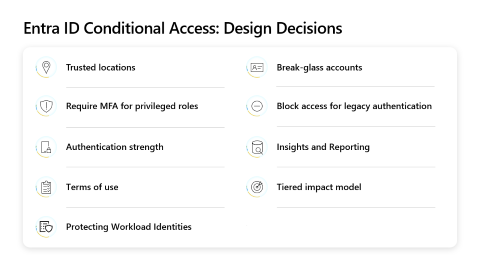 Entra ID Conditional Access: Design Decisions
Trusted locations
Break-glass accounts
Require MFA for privileged roles
Block access for legacy authentication
Authentication strength
Insights and Reporting
Terms of use
Tiered impact model
Protecting Workload Identities